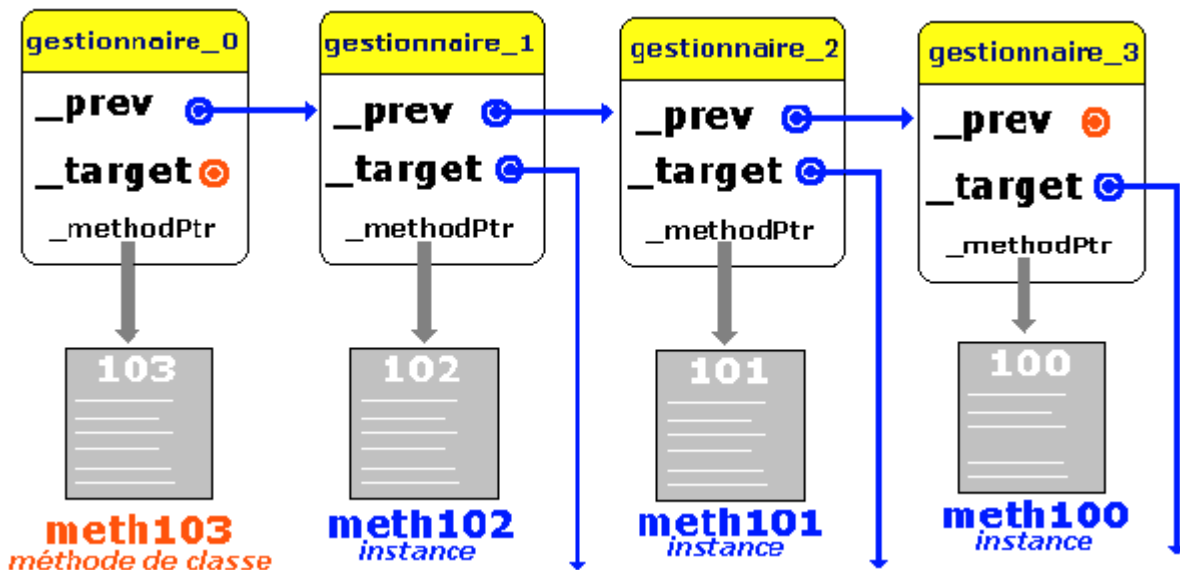 gestionnaire_0
_prev
_target
_methodPtr
103
meth103
méthode de classe
gestionnaire_1
_prev
_target
_methodPtr
102
meth102
instance
gestionnaire_2
_prev
_target
_methodPtr
101
meth101
instance
gestionnaire_3
_prev
_target
_methodPtr
100
meth100
instance